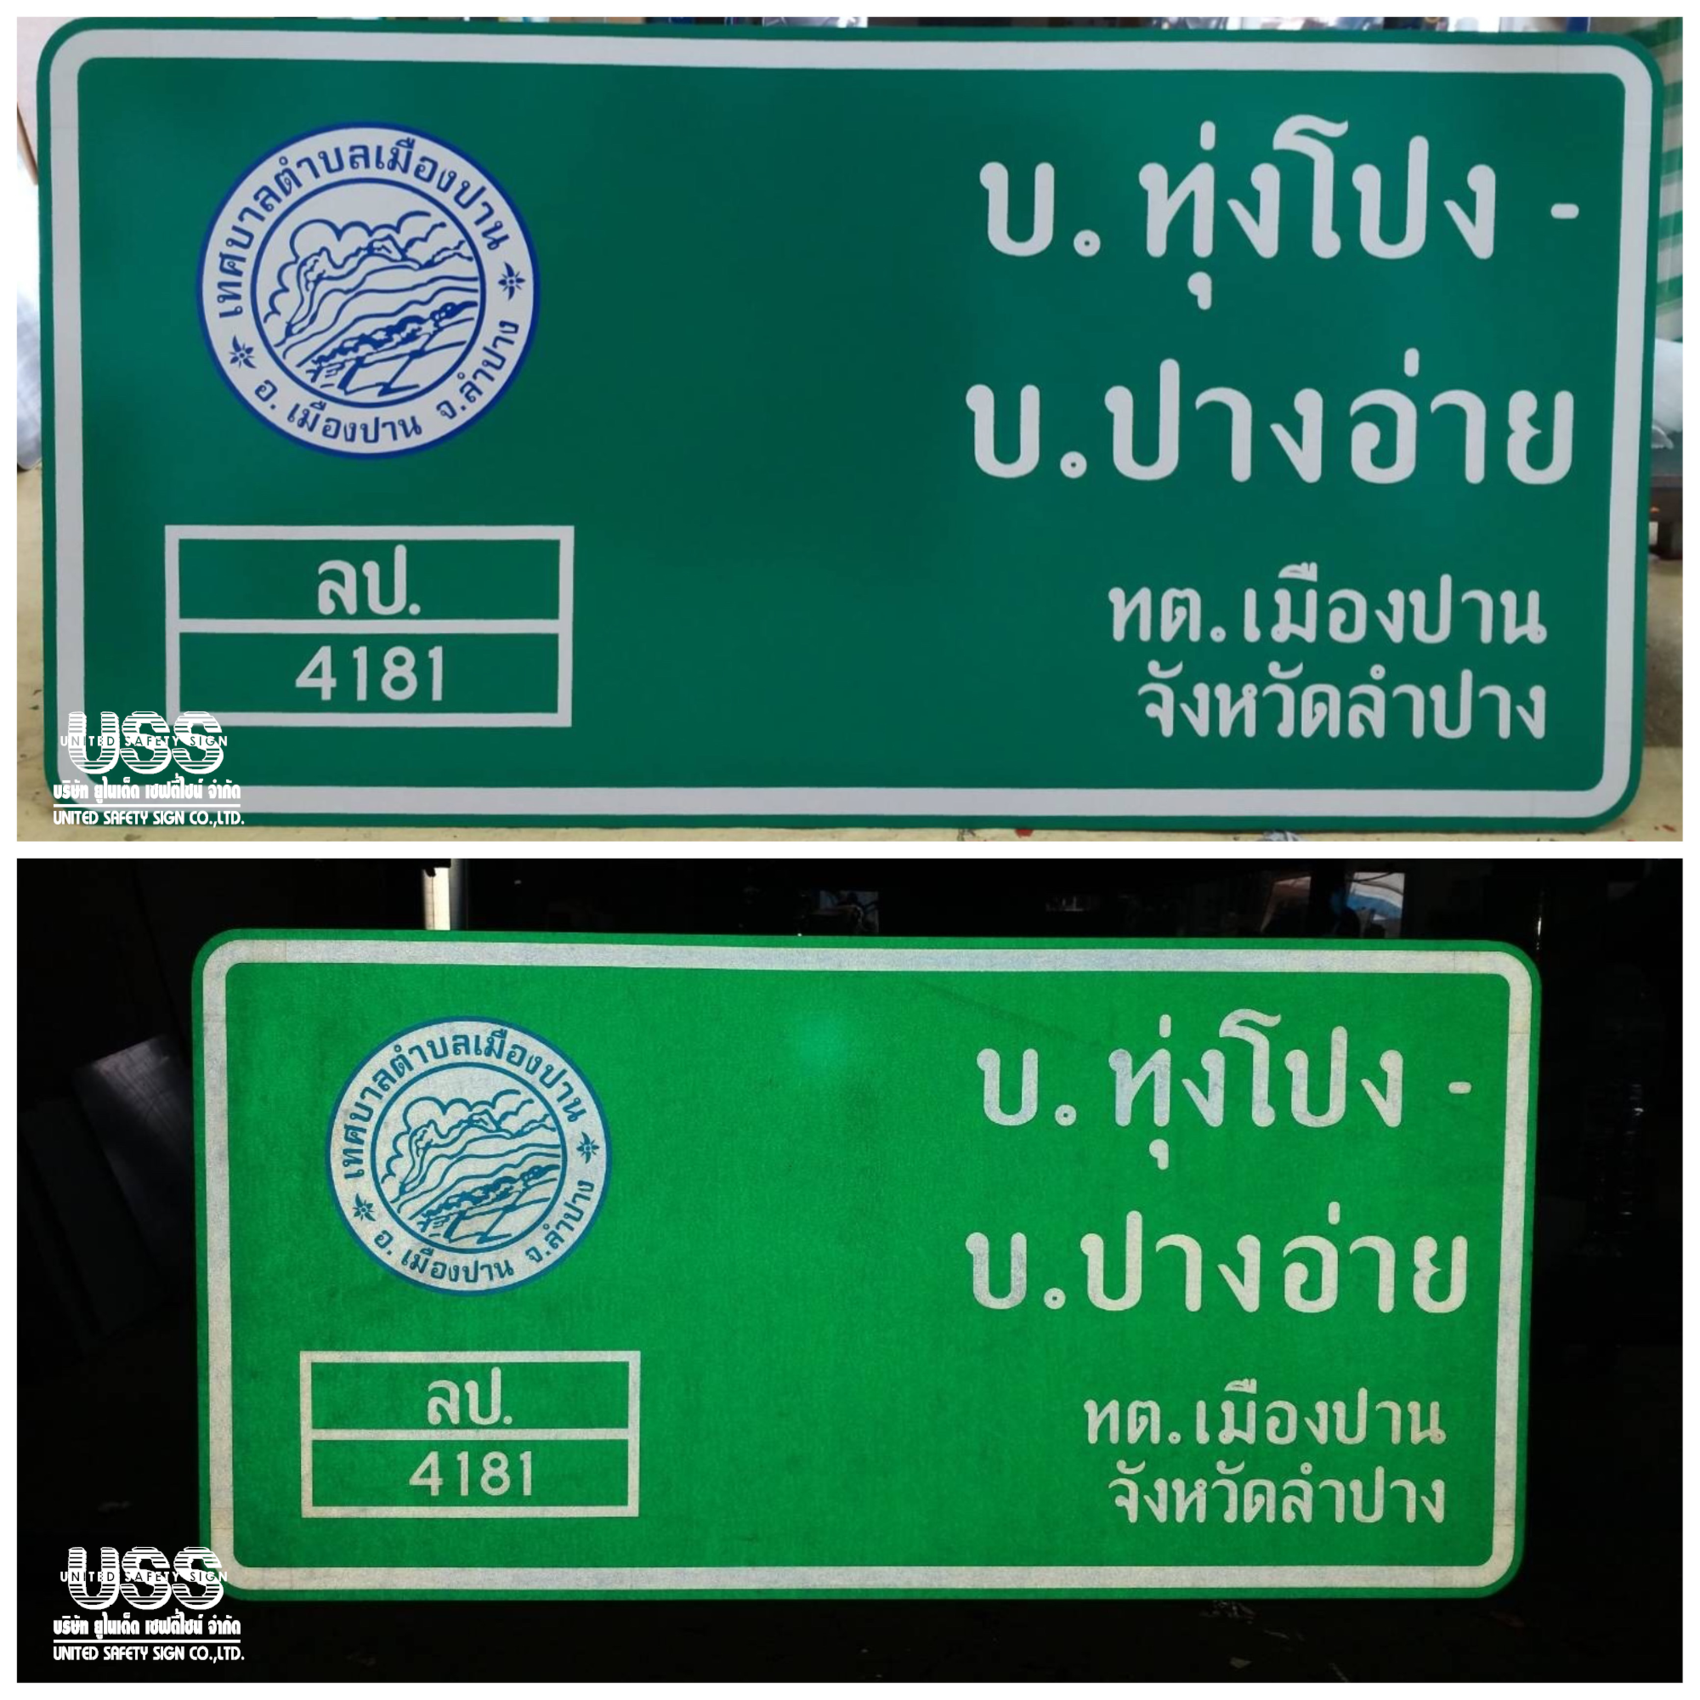 เทศบาลตำบลเมืองปาน
อ. เมืองปาน จ.ลำปาง
บ. ทุ่งโป่ง -
บ.ปางอ่าย
ลป.
4181
ทต.เมืองปาน
จังหวัดลำปาง
USS
UNITED SAFETY SIGN
บริษัท ยูไนเต็ด เซฟตี้ไซน์ จำกัด
UNITED SAFETY SIGN CO.,LTD.
เทศบาลตำบลเมืองปาน
อ. เมืองปาน จ.ลำปาง
บ. ทุ่งโปง -
บ.ปางอ่าย
ลป.
4181
ทต.เมืองปาน
จังหวัดลำปาง
USS
UNITED SAFETY SIGN
บริษัท ยูไนเต็ด เซฟตี้ไซน์ จำกัด
UNITED SAFETY SIGN CO.,LTD.